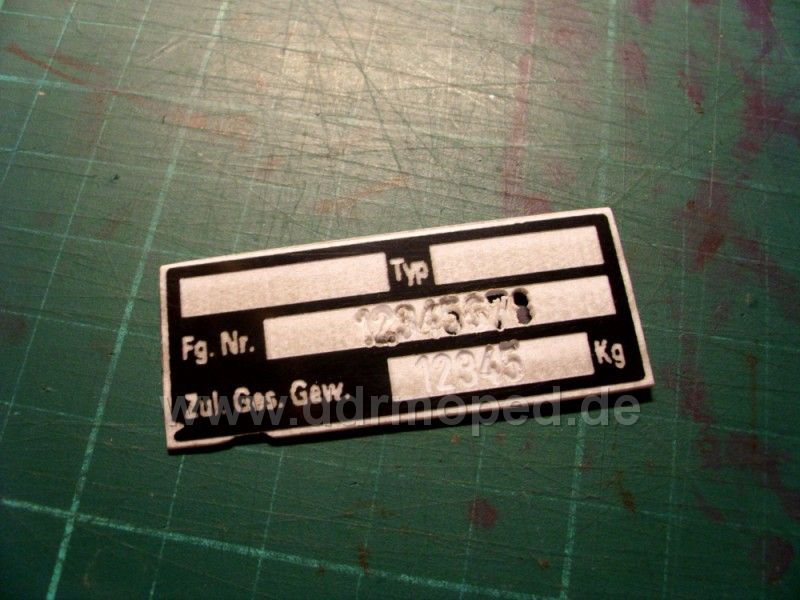 Typ
Fg. Nr. 12345678
Zul. Ges. Gew. 12345 Kg
www.ddrmoped.de